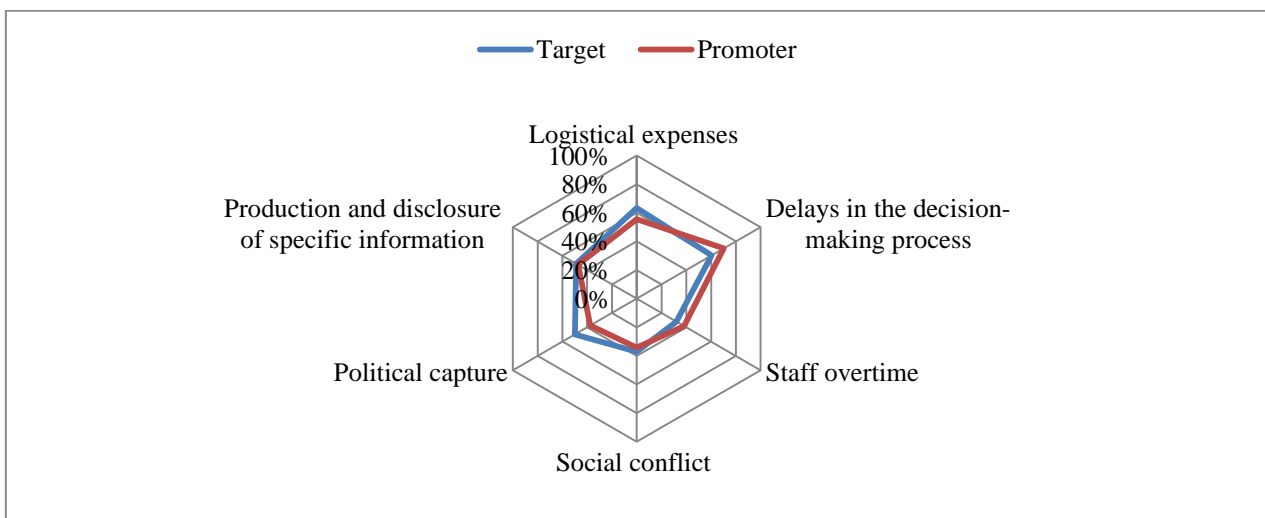 Target Promoter
Logistical expenses
100%
80%
60%
40%
20%
0%
Delays in the decision-
making process
Staff overtime
Social conflict
Political capture
Production and disclosure
of specific information